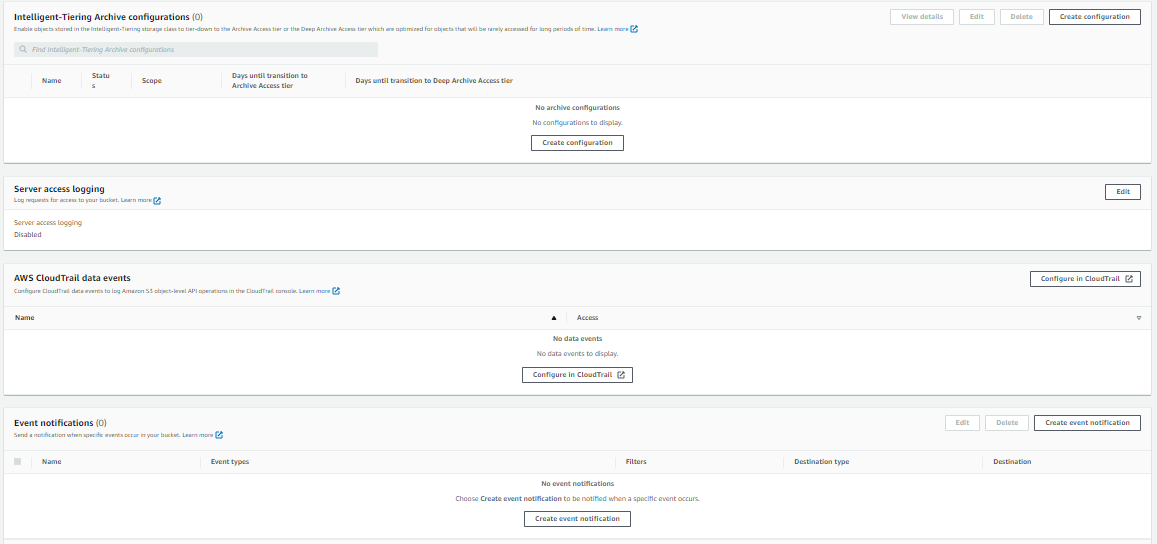 Intelligent-Tiering Archive configurations (0)
View details
Edit
Delete
Create configuration
Enable objects stored in the Intelligent-Tiering storage class to tier-down to the Archive Access tier or the Deep Archive Access tier which are optimized for objects that will be rarely accessed for long periods of time. Learn more
Find Intelligent-Tiering Archive configurations
Name
Statu
s
Scope
Days until transition to
Archive Access tier
Days until transition to Deep Archive Access tier
No archive configurations
No configurations to display.
Create configuration
Server access logging
Edit
Log requests for access to your bucket. Learn more
Server access logging
Disabled
AWS CloudTrail data events
Configure in CloudTrail
Configure CloudTrail data events to log Amazon S3 object-level API operations in the CloudTrail console. Learn more
Name
Access
No data events
No data events to display.
Configure in CloudTrail
Event notifications (0)
Edit
Delete
Create event notification
Send a notification when specific events occur in your bucket. Learn more
Name
Event types
Filters
Destination type
Destination
No event notifications
Choose Create event notification to be notified when a specific event occurs.
Create event notification